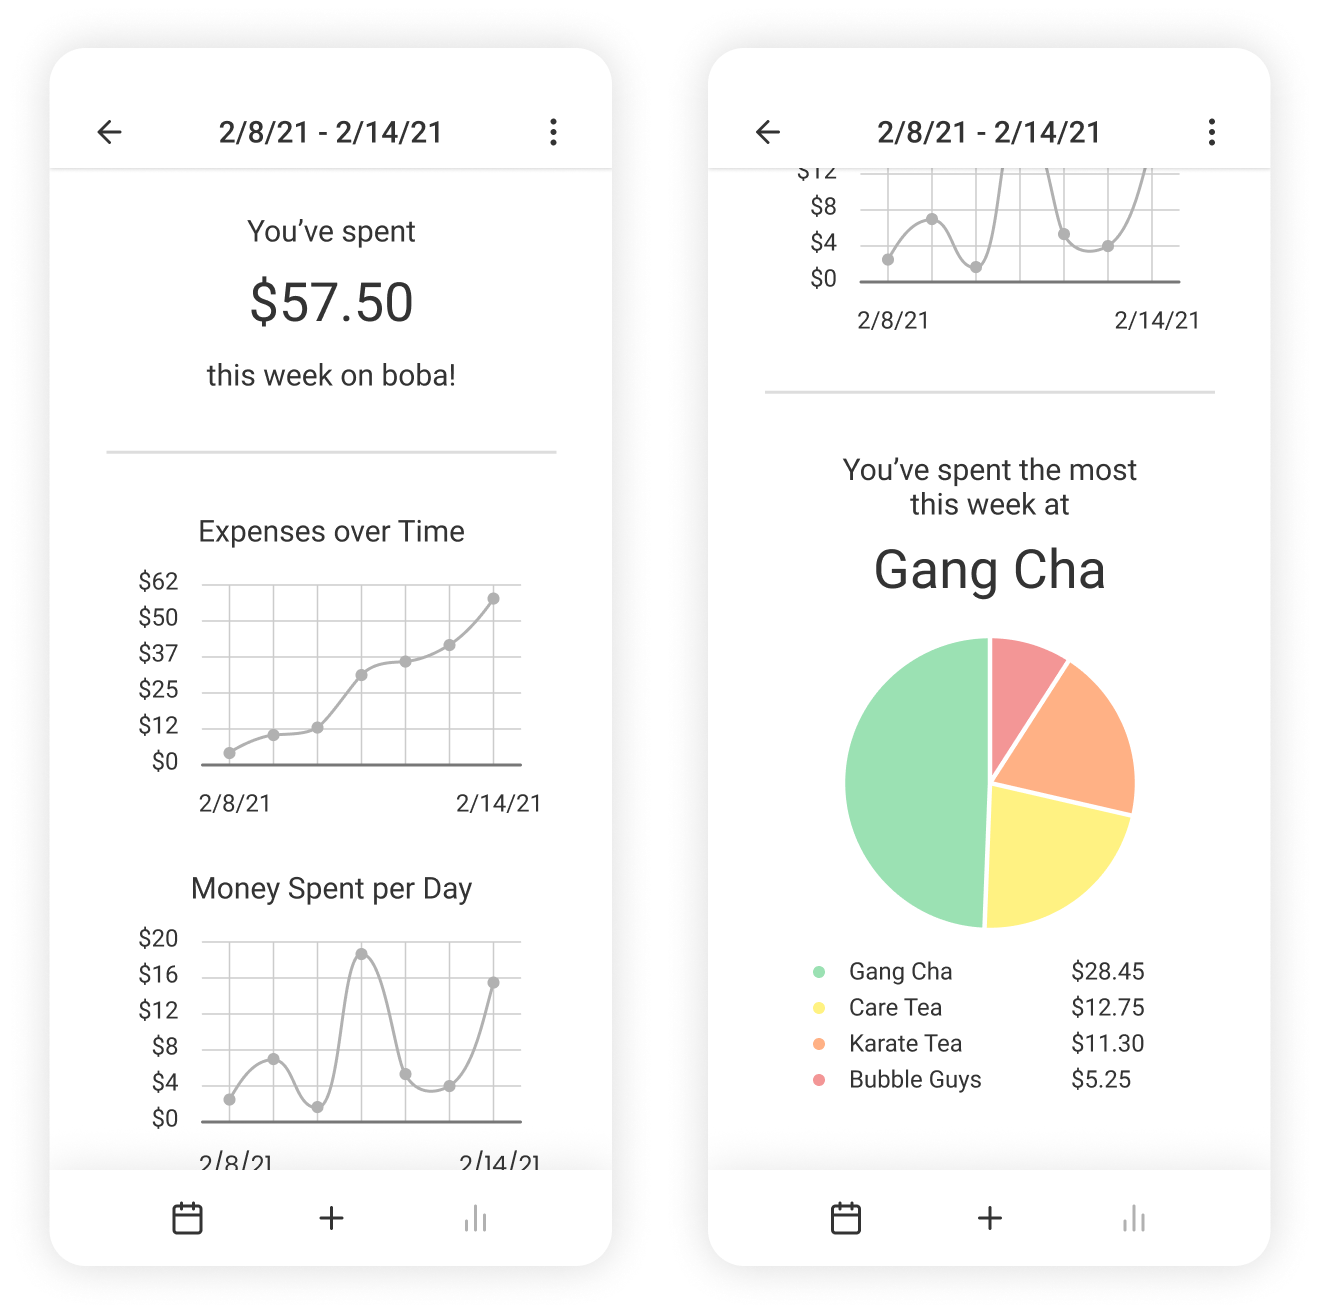 2/8/21 - 2/14/21
You’ve spent
$57.50
this week on boba!
Expenses over Time
$62
$50
$37
$25
$12
$0
2/8/21 2/14/21
Money Spent per Day
$20
$16
$12
$8
$4
$0
2/8/21 2/14/21
2/8/21 - 2/14/21
$12
$8
$4
$0
2/8/21 2/14/21
You’ve spent the most
this week at
Gang Cha
Gang Cha $28.45
Care Tea $12.75
Karate Tea $11.30
Bubble Guys $5.25